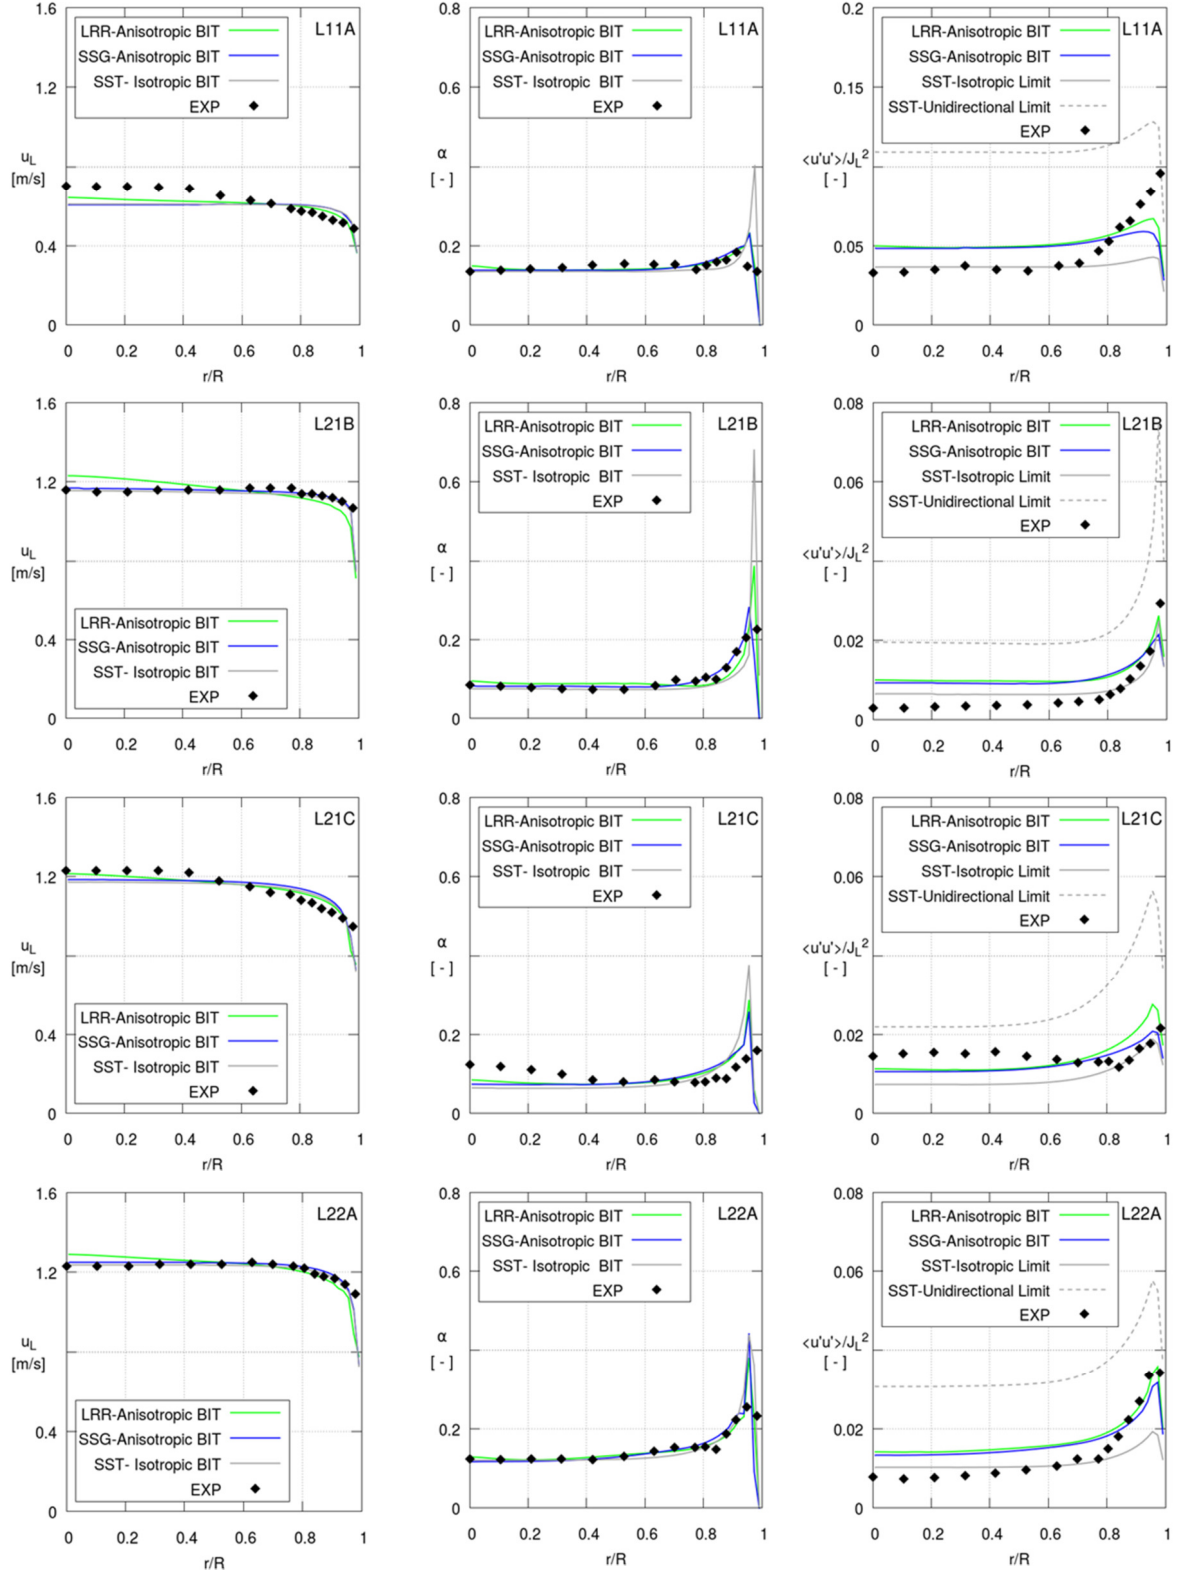 1.6
LRR-Anisotropic BIT
L11A
SSG-Anisotropic BIT
1.2
SST- Isotropic BIT
EXP
uL
[m/s]
0.4
0
0 0.2 0.4 0.6 0.8 1
r/R
0.8
LRR-Anisotropic BIT
L11A
SSG-Anisotropic BIT
0.6
SST- Isotropic BIT
EXP
α
[ - ]
0.2
0
0 0.2 0.4 0.6 0.8 1
r/R
0.2
LRR-Anisotropic BIT
L11A
SSG-Anisotropic BIT
0.15
SST-Isotropic Limit
SST-Unidirectional Limit
EXP
<u'u'>/JL2
[ - ]
0.05
0
0 0.2 0.4 0.6 0.8 1
r/R
1.6
L21B
1.2
uL
[m/s]
LRR-Anisotropic BIT
0.4
SSG-Anisotropic BIT
SST- Isotropic BIT
EXP
0
0 0.2 0.4 0.6 0.8 1
r/R
0.8
LRR-Anisotropic BIT
L21B
SSG-Anisotropic BIT
0.6
SST- Isotropic BIT
EXP
α
[ - ]
0.2
0
0 0.2 0.4 0.6 0.8 1
r/R
0.08
LRR-Anisotropic BIT
L21B
SSG-Anisotropic BIT
0.06
SST-Isotropic Limit
SST-Unidirectional Limit
EXP
<u'u'>/JL2
[ - ]
0.02
0
0 0.2 0.4 0.6 0.8 1
r/R
1.6
L21C
1.2
uL
[m/s]
LRR-Anisotropic BIT
0.4
SSG-Anisotropic BIT
SST- Isotropic BIT
EXP
0
0 0.2 0.4 0.6 0.8 1
r/R
0.8
LRR-Anisotropic BIT
L21C
SSG-Anisotropic BIT
0.6
SST- Isotropic BIT
EXP
α
[ - ]
0.2
0
0 0.2 0.4 0.6 0.8 1
r/R
0.08
LRR-Anisotropic BIT
L21C
SSG-Anisotropic BIT
0.06
SST-Isotropic Limit
SST-Unidirectional Limit
EXP
<u'u'>/JL2
[ - ]
0.02
0
0 0.2 0.4 0.6 0.8 1
r/R
1.6
L22A
1.2
uL
[m/s]
LRR-Anisotropic BIT
0.4
SSG-Anisotropic BIT
SST- Isotropic BIT
EXP
0
0 0.2 0.4 0.6 0.8 1
r/R
0.8
LRR-Anisotropic BIT
L22A
SSG-Anisotropic BIT
0.6
SST- Isotropic BIT
EXP
α
[ - ]
0.2
0
0 0.2 0.4 0.6 0.8 1
r/R
0.08
LRR-Anisotropic BIT
L22A
SSG-Anisotropic BIT
0.06
SST-Isotropic Limit
SST-Unidirectional Limit
EXP
<u'u'>/JL2
[ - ]
0.02
0
0 0.2 0.4 0.6 0.8 1
r/R